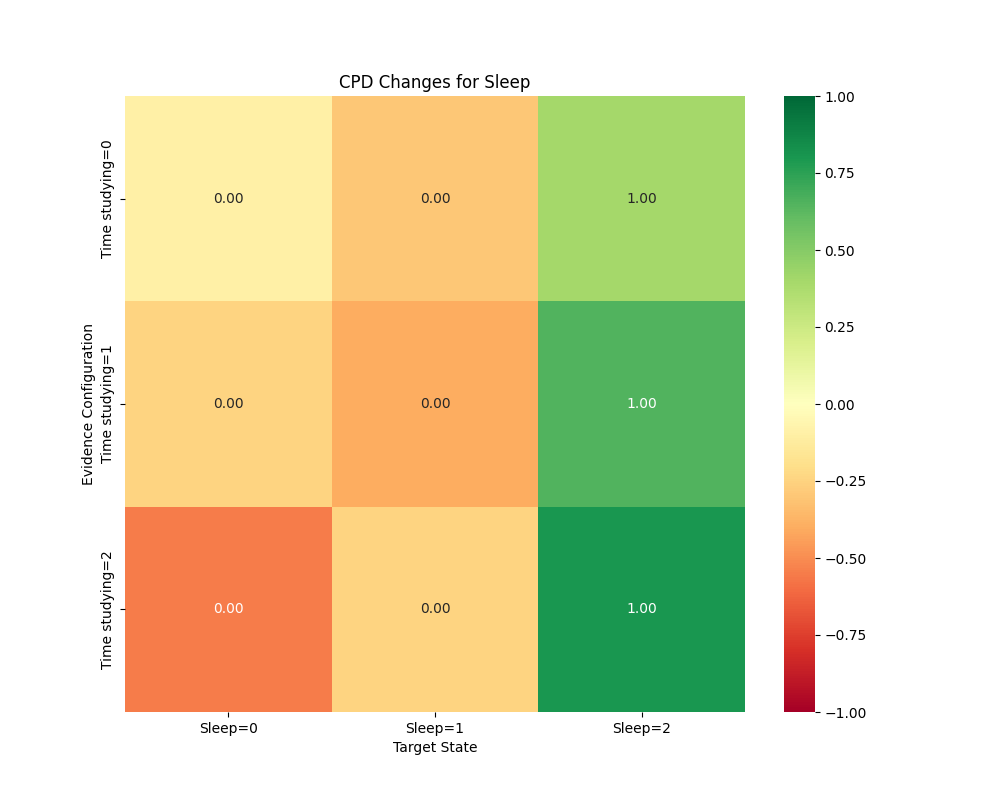 CPD Changes for Sleep
Evidence Configuration
Time studying=0
0.00 0.00 1.00
Time studying=1
0.00 0.00 1.00
Time studying=2
0.00 0.00 1.00
Sleep=0 Sleep=1 Sleep=2
Target State
1.00
0.75
0.50
0.25
0.00
−0.25
−0.50
−0.75
−1.00